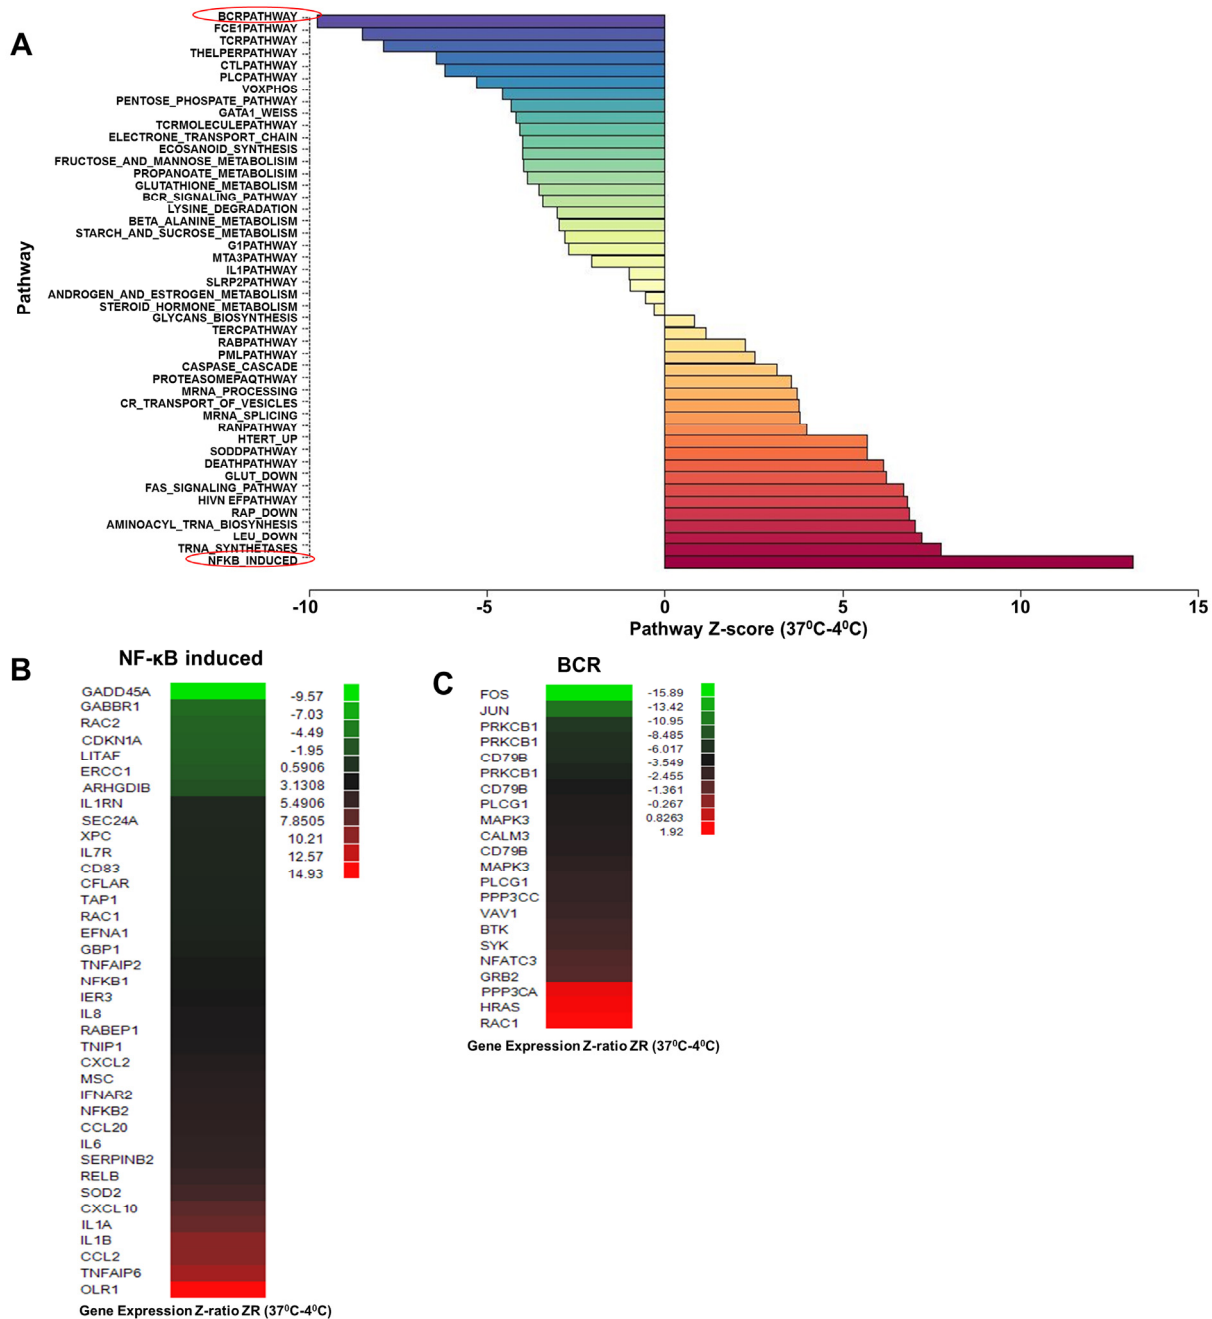 A
Pathway
BCRPATHWAY
FCE1PATHWAY
TCRPATHWAY
THELPERPATHWAY
CTLPATHWAY
PLCPATHWAY
VOXPHOS
PENTOSE_PHOSPATE_PATHWAY
GATA1_WEISS
TCRMOLECULEPATHWAY
ELECTRONE_TRANSPORT_CHAIN
ECOSANOID_SYNTHESIS
FRUCTOSE_AND_MANNOSE_METABOLISIM
PROPANOATE_METABOLISIM
GLUTATHIONE_METABOLISIM
BCR_SIGNALING_PATHWAY
LYSINE_DEGRADATION
BETA_ALANINE_METABOLISM
STARCH_AND_SUCROSE_METABOLISM
G1PATHWAY
MTA3PATHWAY
IL1PATHWAY
SLRP2PATHWAY
ANDROGEN_AND_ESTROGEN_METABOLISM
STEROID_HORMONE_METABOLISM
GLYCANS_BIOSYNTHESIS
TERCPATHWAY
RABPATHWAY
PMLPATHWAY
CASPASE_CASCADE
PROTEASOMEPAQTHWAY
MRNA_PROCESSING
CR_TRANSPORT_OF_VESICLES
MRNA_SPLICING
RANPATHWAY
HTERT_UP
SODDPATHWAY
DEATHPATHWAY
GLUT_DOWN
FAS_SIGNALING_PATHWAY
HIVN EFPATHWAY
RAP_DOWN
AMINOACYL_TRNA_BIOSYNHESIS
LEU_DOWN
TRNA_SYNTHETASES
NFKB_INDUCED
-10 -5 0 5 10 15
Pathway Z-score (37⁰C-4⁰C)
B
NF-κB induced
GADD45A
GABBR1
RAC2
CDKN1A
LITAF
ERCC1
ARHGDIB
IL1RN
SEC24A
XPC
IL7R
CD83
CFLAR
TAP1
RAC1
EFNA1
GBP1
TNFAIP2
NFKB1
IER3
IL8
RABEP1
TNIP1
CXCL2
MSC
IFNAR2
NFKB2
CCL20
IL6
SERPINB2
RELB
SOD2
CXCL10
IL1A
IL1B
CCL2
TNFAIP6
OLR1
-9.57
-7.03
-4.49
-1.95
0.5906
3.1308
5.4906
7.8505
10.21
12.57
14.93
Gene Expression Z-ratio ZR (37⁰C-4⁰C)
C
BCR
FOS
JUN
PRKCB1
PRKCB1
CD79B
PRKCB1
CD79B
PLCG1
MAPK3
CALM3
CD79B
MAPK3
PLCG1
PPP3CC
VAV1
BTK
SYK
NFATC3
GRB2
PPP3CA
HRAS
RAC1
-15.89
-13.42
-10.95
-8.485
-6.017
-3.549
-2.455
-1.361
-0.267
0.8263
1.92
Gene Expression Z-ratio ZR (37⁰C-4⁰C)